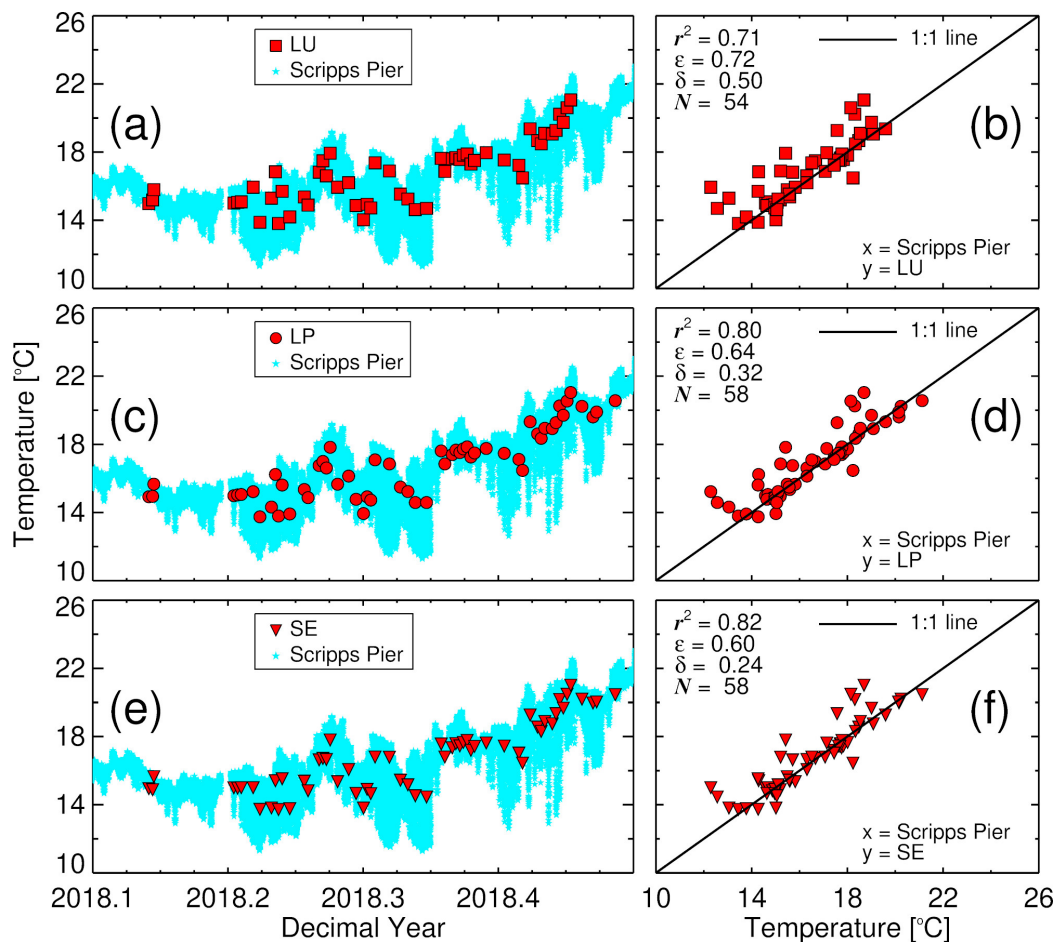 26
22
18
14
10
LU
Scripps Pier
(a)
r² = 0.71
ε = 0.72
δ = 0.50
N = 54
1:1 line
(b)
x = Scripps Pier
y = LU
26
22
18
14
10
Temperature [°C]
LP
Scripps Pier
(c)
r² = 0.80
ε = 0.64
δ = 0.32
N = 58
1:1 line
(d)
x = Scripps Pier
y = LP
26
22
18
14
10
SE
Scripps Pier
(e)
r² = 0.82
ε = 0.60
δ = 0.24
N = 58
1:1 line
(f)
x = Scripps Pier
y = SE
2018.1 2018.2 2018.3 2018.4
Decimal Year
10 14 18 22 26
Temperature [°C]